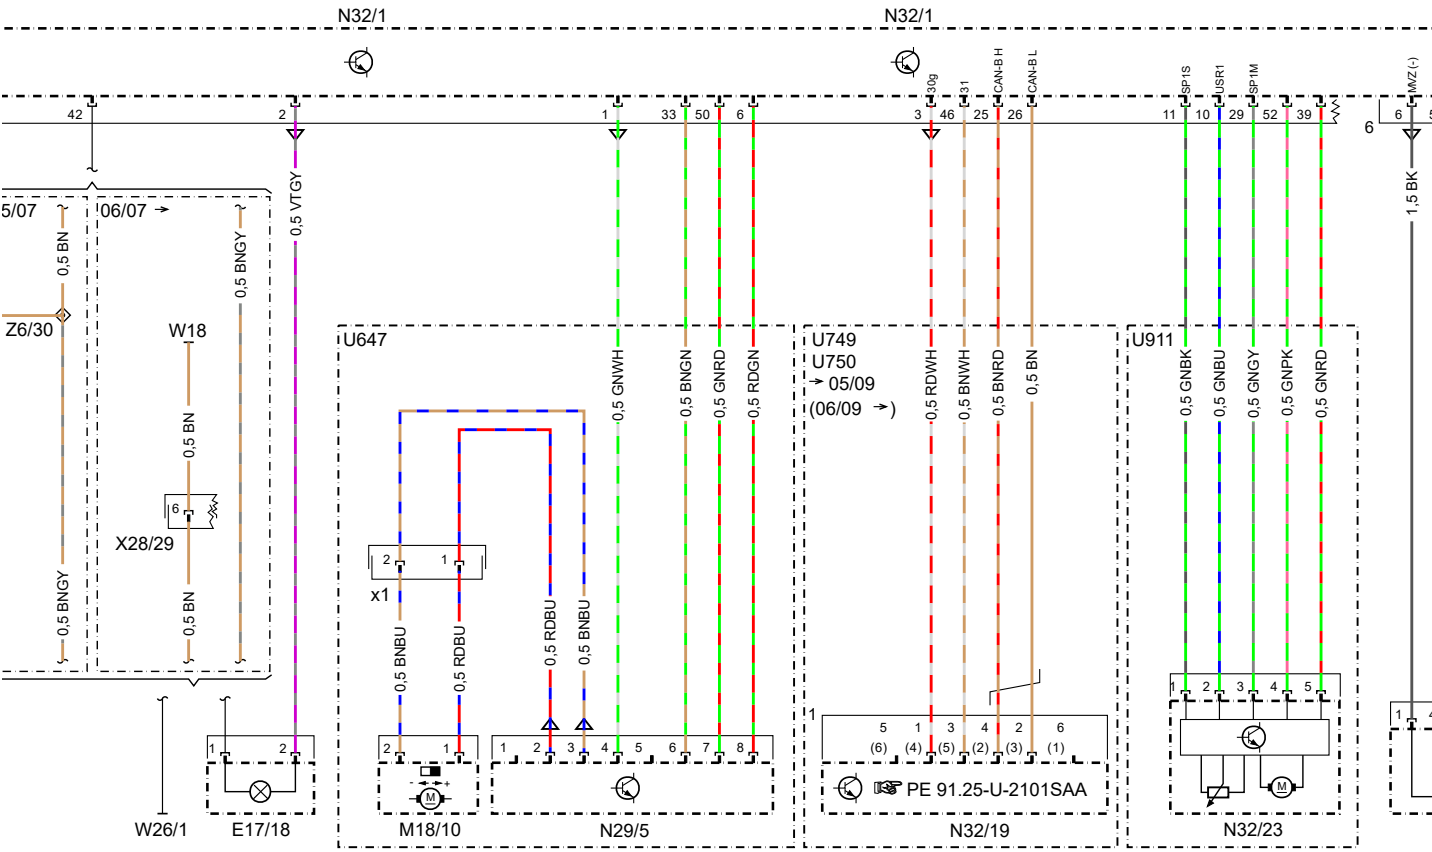 N32/1 N32/1
30g 31 CAN-B H CAN-B L SP1S USR1 SP1M MVZ (-)
42 2 1 33 50 6 3 46 25 26 11 10 29 52 39 6
6
5/07 06/07 →
0,5 BN 0,5 BNGY 0,5 VTGY 1,5 BK
Z6/30 W18
U647 U749 U911
U750
→ 05/09
(06/09 →)
0,5 GNWH 0,5 BNGN 0,5 GNRD 0,5 RDGN 0,5 RDWH 0,5 BNWH 0,5 BNRD 0,5 BN 0,5 GNBK 0,5 GNBU 0,5 GNGY 0,5 GNPK 0,5 GNRD
0,5 BN
6
X28/29
2 1
x1
0,5 BNGY 0,5 BN 0,5 BNBU 0,5 RDBU 0,5 RDBU 0,5 BNBU
1 2 3 4 5
1 1
5 1 3 4 2 6
(6) (4) (5) (2) (3) (1)
1 2 2 1 1 2 3 4 5 6 7 8
- +
M M
PE 91.25-U-2101SAA
W26/1 E17/18 M18/10 N29/5 N32/19 N32/23